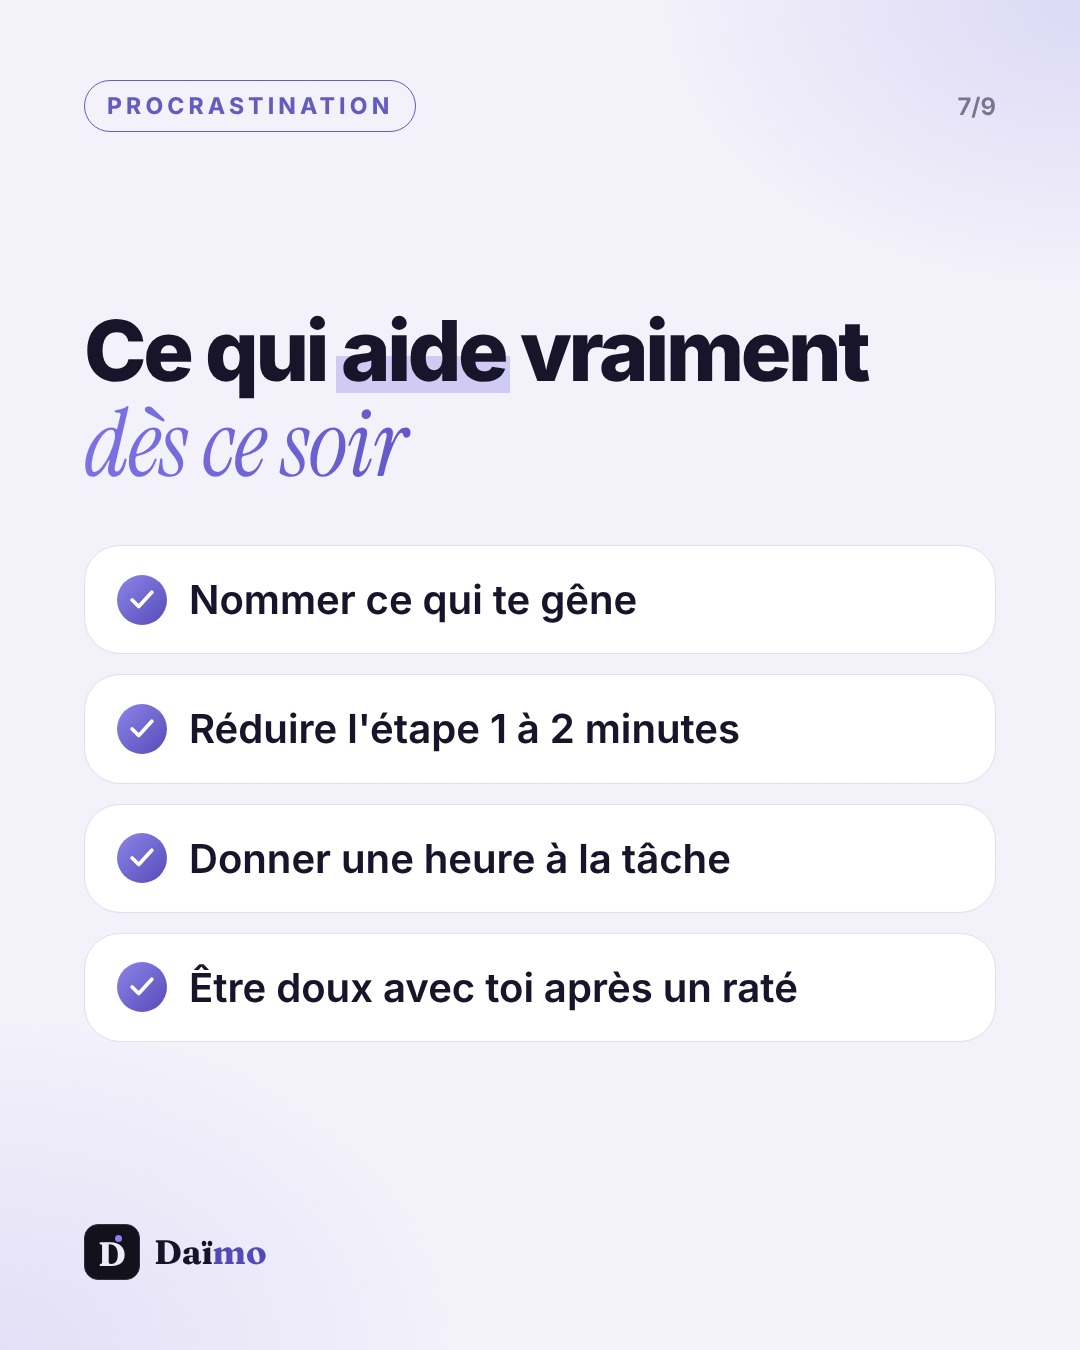 PROCRASTINATION
7/9
Ce qui aide vraiment
dès ce soir
Nommer ce qui te gêne
Réduire l'étape 1 à 2 minutes
Donner une heure à la tâche
Être doux avec toi après un raté
D Daïmo